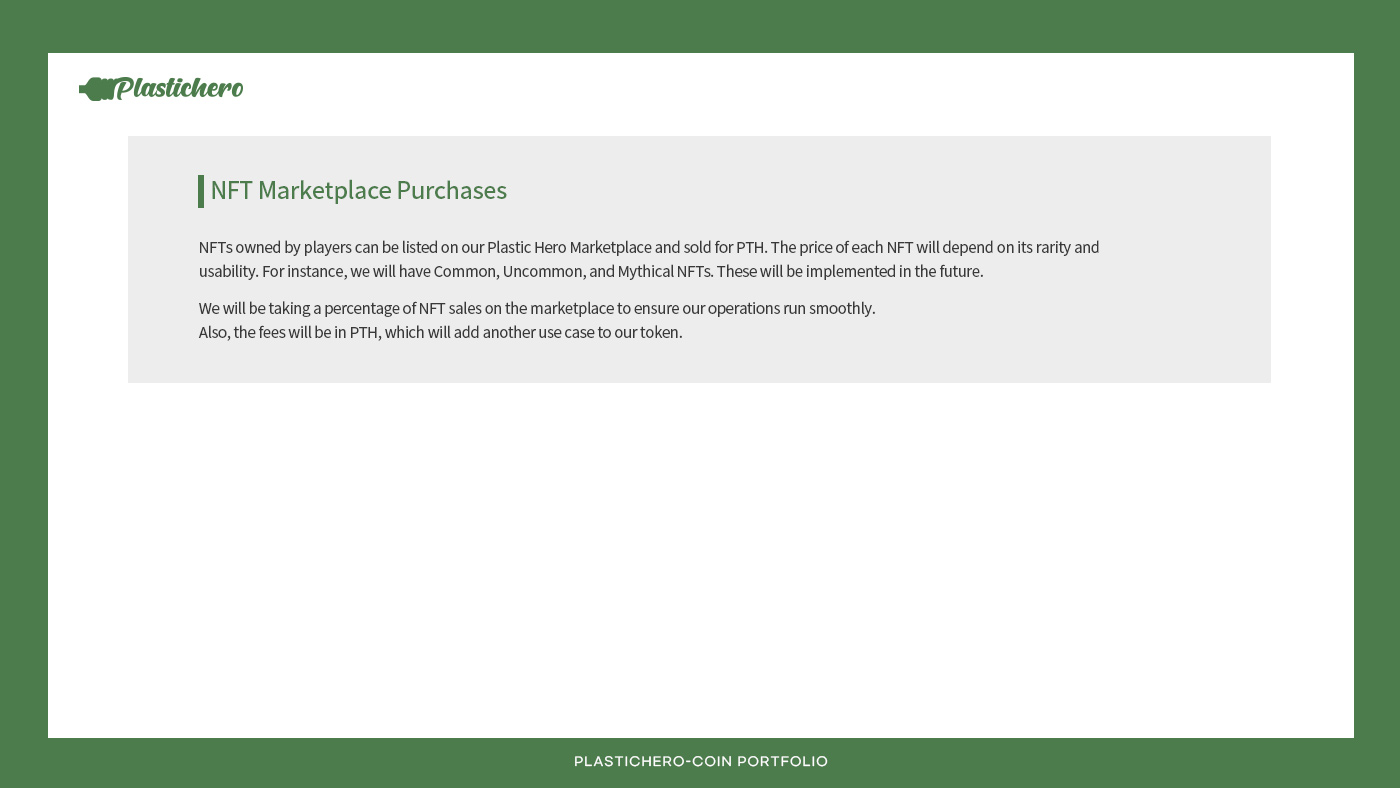 Plastichero
NFT Marketplace Purchases
NFTs owned by players can be listed on our Plastic Hero Marketplace and sold for PTH. The price of each NFT will depend on its rarity and
usability. For instance, we will have Common, Uncommon, and Mythical NFTs. These will be implemented in the future.
We will be taking a percentage of NFT sales on the marketplace to ensure our operations run smoothly.
Also, the fees will be in PTH, which will add another use case to our token.
PLASTICHERO-COIN PORTFOLIO